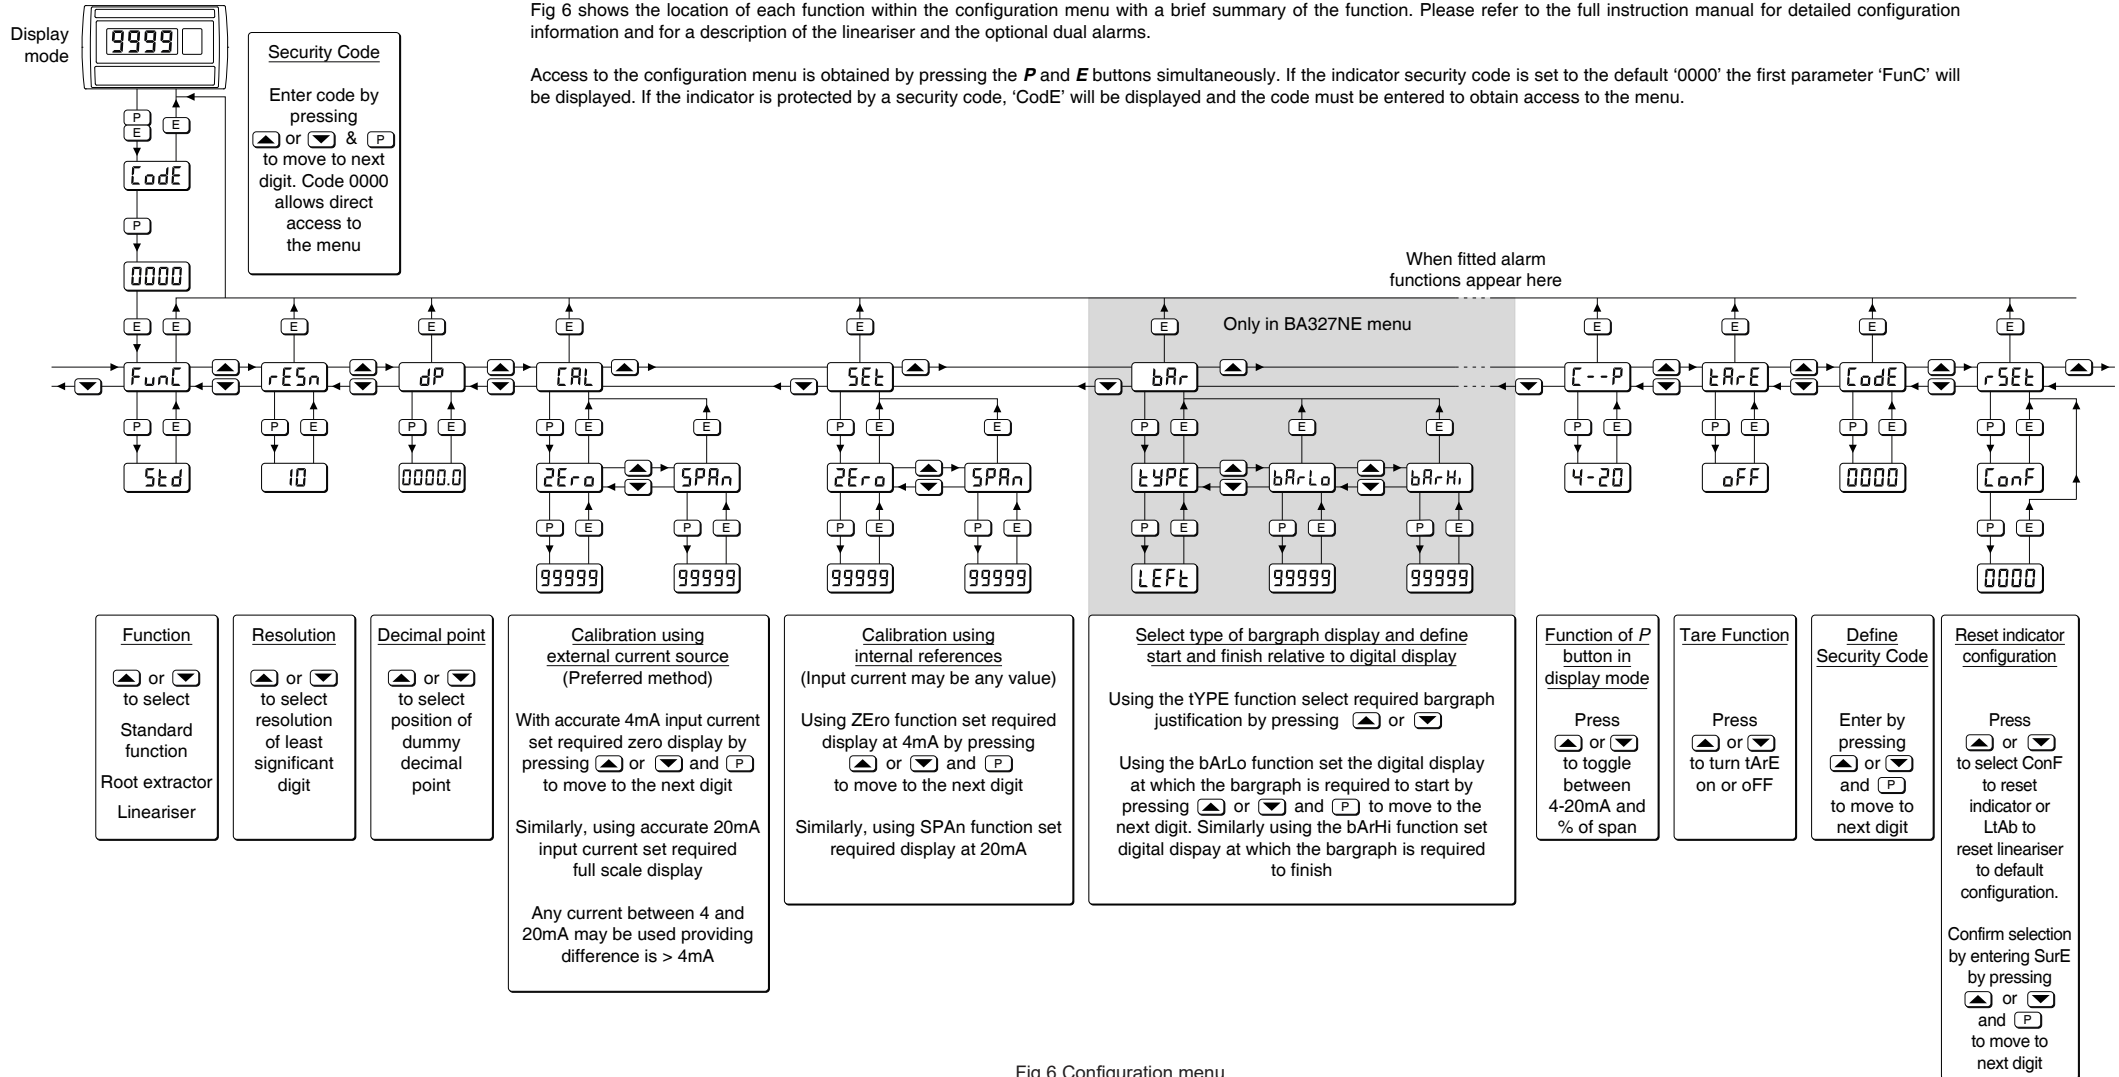 Fig 6 shows the location of each function within the configuration menu with a brief summary of the function. Please refer to the full instruction manual for detailed configuration
information and for a description of the lineariser and the optional dual alarms.
Access to the configuration menu is obtained by pressing the P and E buttons simultaneously. If the indicator security code is set to the default ‘0000’ the first parameter ‘FunC’ will
be displayed. If the indicator is protected by a security code, ‘CodE’ will be displayed and the code must be entered to obtain access to the menu.
Display
mode
9999
Security Code
Enter code by
pressing
or & P
to move to next
digit. Code 0000
allows direct
access to
the menu
P
E
E
CodE
P
0000
When fitted alarm
functions appear here
Only in BA327NE menu
E E E E E E E E E E E
FunC rESn dP CAL SEt bAr C--P tArE CodE rSEt
P E P E P E P E E P E E P E E E P E P E P E P E
Std 10 0000.0 ZEro SPAn ZEro SPAn tYPE bArLo bArHi 4-20 oFF 0000 ConF
P E P E P E P E P E P E P E P E
99999 99999 99999 99999 LEFt 99999 99999 0000
Function
or
to select
Standard
function
Root extractor
Lineariser
Resolution
or
to select
resolution
of least
significant
digit
Decimal point
or
to select
position of
dummy
decimal
point
Calibration using
external current source
(Preferred method)
With accurate 4mA input current
set required zero display by
pressing or and P
to move to the next digit
Similarly, using accurate 20mA
input current set required
full scale display
Any current between 4 and
20mA may be used providing
difference is > 4mA
Calibration using
internal references
(Input current may be any value)
Using ZEro function set required
display at 4mA by pressing
or and P
to move to the next digit
Similarly, using SPAn function set
required display at 20mA
Select type of bargraph display and define
start and finish relative to digital display
Using the tYPE function select required bargraph
justification by pressing or
Using the bArLo function set the digital display
at which the bargraph is required to start by
pressing or and P to move to the
next digit. Similarly using the bArHi function set
digital dispay at which the bargraph is required
to finish
Function of P
button in
display mode
Press
or
to toggle
between
4-20mA and
% of span
Tare Function
Press
or
to turn tArE
on or oFF
Define
Security Code
Enter by
pressing
or
and P
to move to
next digit
Reset indicator
configuration
Press
or
to select ConF
to reset
indicator or
LtAb to
reset lineariser
to default
configuration.
Confirm selection
by entering SurE
by pressing
or
and P
to move to
next digit
Fig 6 Configuration menu